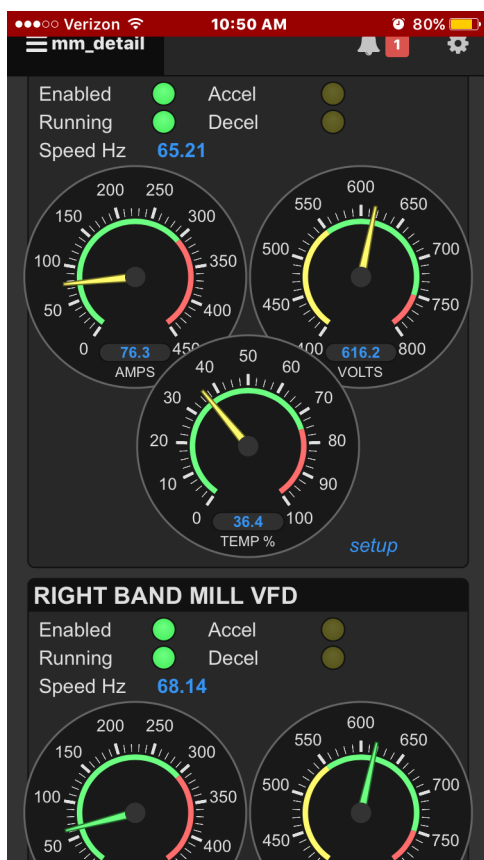 Verizon 10:50 AM 80%
mm_detail 1
Enabled Accel
Running Decel
Speed Hz 65.21
0 50 100 150 200 250 300 350 400 450
76.3
AMPS
400 450 500 550 600 650 700 750 800
616.2
VOLTS
0 10 20 30 40 50 60 70 80 90 100
36.4
TEMP %
setup
RIGHT BAND MILL VFD
Enabled Accel
Running Decel
Speed Hz 68.14
50 100 150 200 250 300 350 400
450 500 550 600 650 700 750